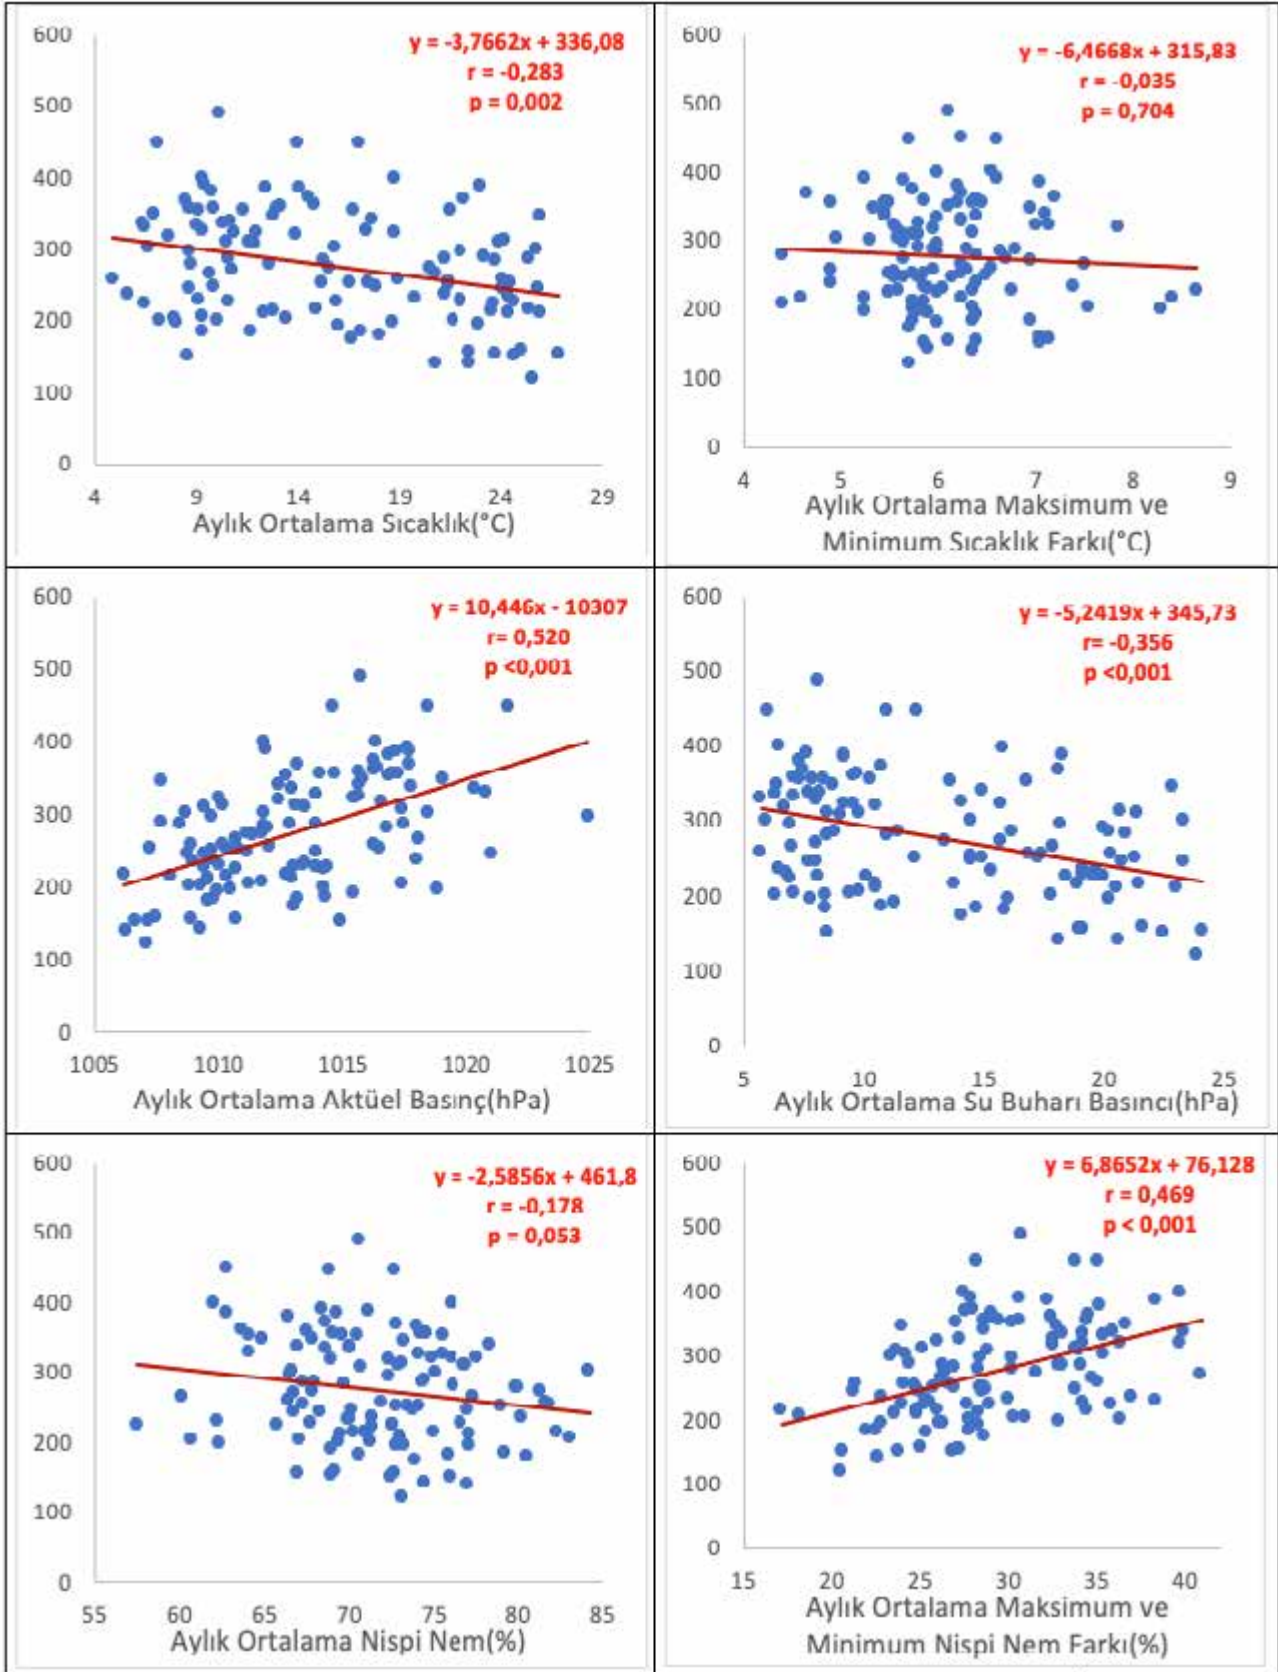 600
500
400
300
200
100
0
y = -3,7662x + 336,08
r = -0,283
p = 0,002
4 9 14 19 24 29
Aylık Ortalama Sıcaklık(°C)
600
500
400
300
200
100
0
y = -6,4668x + 315,83
r = -0,035
p = 0,704
4 5 6 7 8 9
Aylık Ortalama Maksimum ve
Minimum Sıcaklık Farkı(°C)
600
500
400
300
200
100
0
y = 10,446x - 10307
r= 0,520
p <0,001
1005 1010 1015 1020 1025
Aylık Ortalama Aktüel Basınç(hPa)
600
500
400
300
200
100
0
y = -5,2419x + 345,73
r= -0,356
p <0,001
5 10 15 20 25
Aylık Ortalama Su Buharı Basıncı(hPa)
600
500
400
300
200
100
0
y = -2,5856x + 461,8
r = -0,178
p = 0,053
55 60 65 70 75 80 85
Aylık Ortalama Nispi Nem(%)
600
500
400
300
200
100
0
y = 6,8652x + 76,128
r = 0,469
p < 0,001
15 20 25 30 35 40
Aylık Ortalama Maksimum ve
Minimum Nispi Nem Farkı(%)